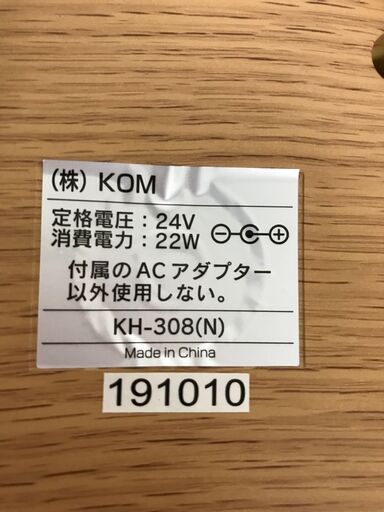 (株) KOM
定格電圧：24V
消費電力：22W
付属のACアダプター
以外使用しない。
KH-308(N)
Made in China
191010